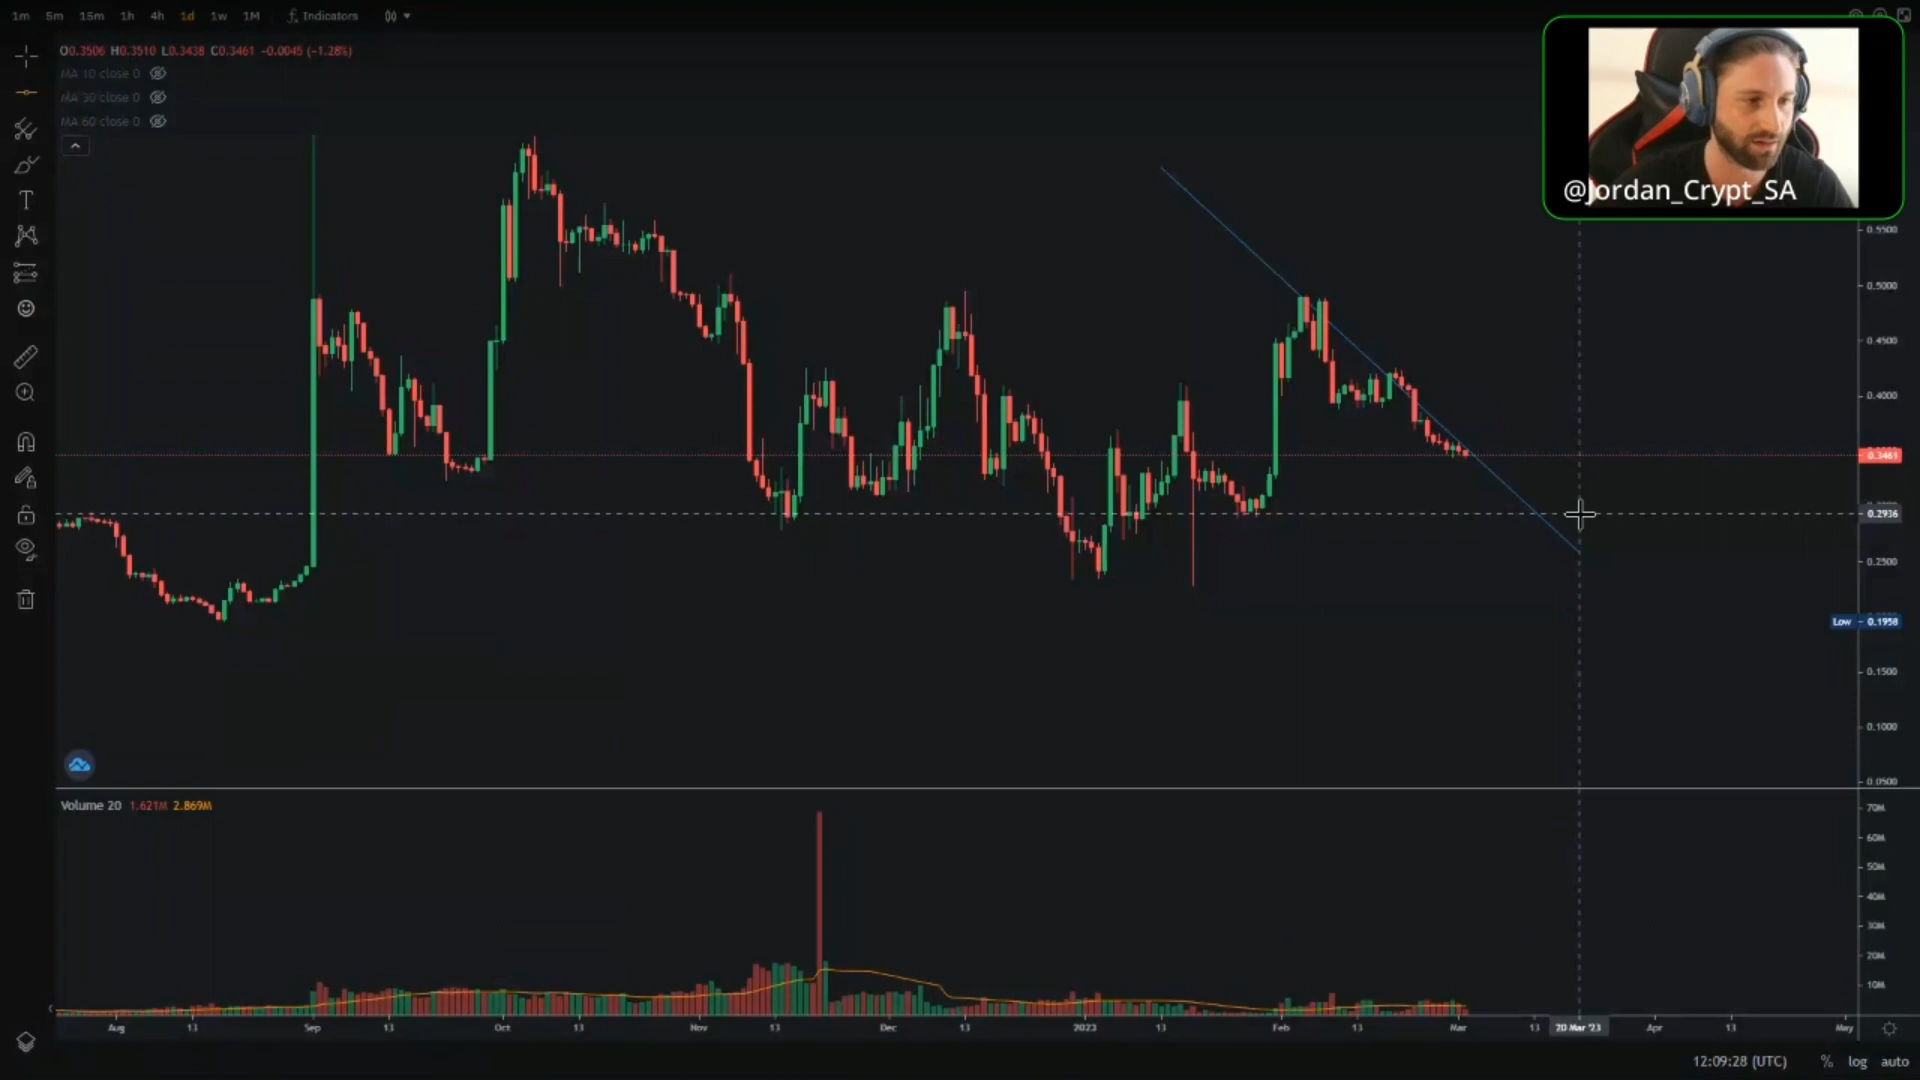 1m 5m 15m 1h 4h 1d 1w 1M Indicators
O0.3506 H0.3510 L0.3438 C0.3461 -0.0045 (-1.28%)
MA 10 close 0
MA 30 close 0
MA 60 close 0
T
@Jordan_Crypt_SA
0.5500
0.5000
0.4500
0.4000
0.3461
0.2936
0.2500
Low 0.1958
0.1500
0.1000
0.0500
Volume 20 1.621M 2.869M
70M
60M
50M
40M
30M
20M
10M
Aug 13 Sep 13 Oct 13 Nov 13 Dec 13 2023 13 Feb 13 Mar 13 20 Mar '23 Apr 13 May
12:09:28 (UTC) % log auto